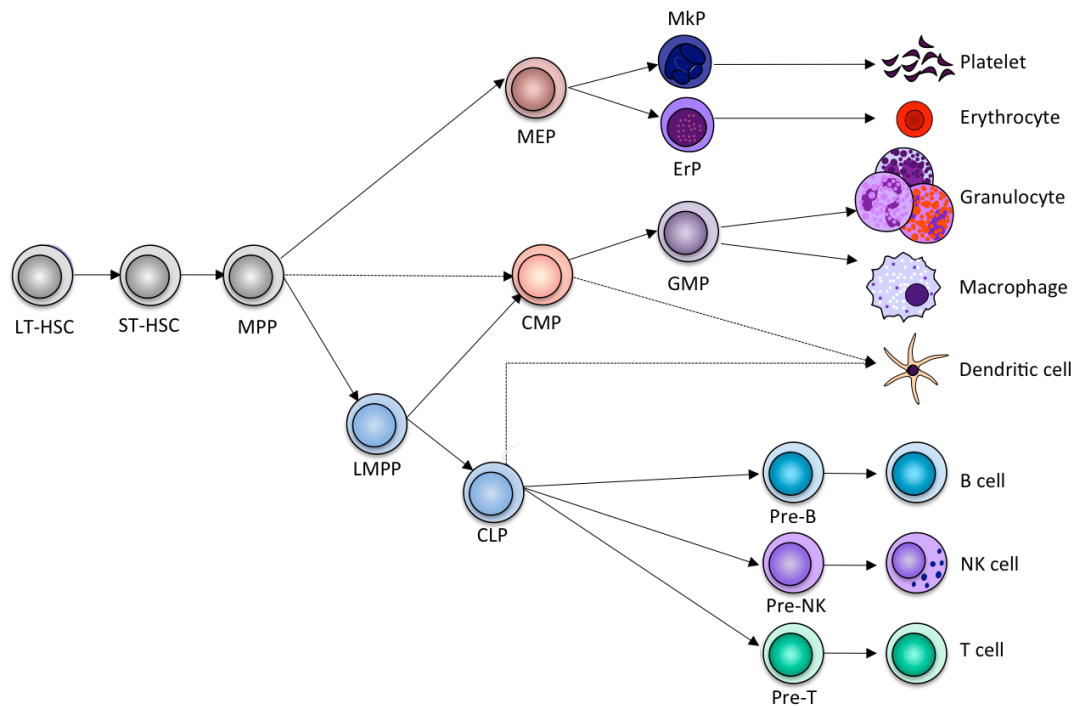 MkP
Platelet
MEP
Erythrocyte
ErP
Granulocyte
GMP
LT-HSC
ST-HSC
MPP
CMP
Macrophage
Dendritic cell
LMPP
CLP
B cell
Pre-B
NK cell
Pre-NK
T cell
Pre-T